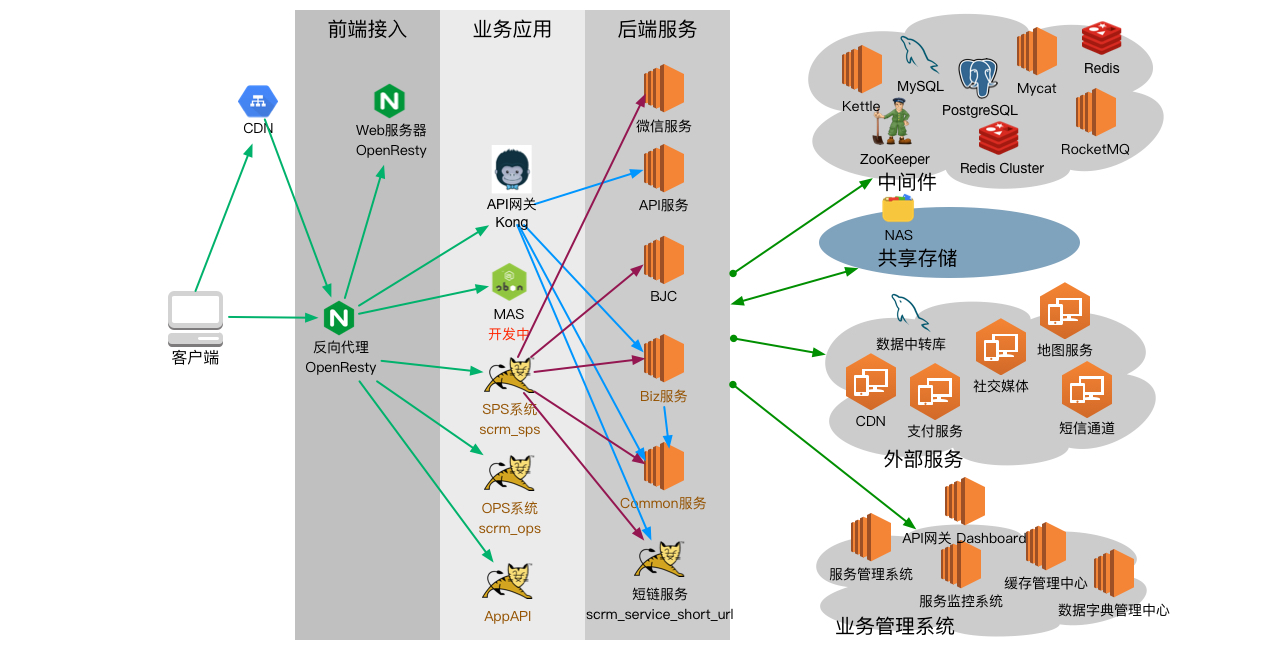 前端接入
业务应用
后端服务
CDN
Web服务器
OpenResty
客户端
反向代理
OpenResty
API网关
Kong
MAS
开发中
SPS系统
scrm_sps
OPS系统
scrm_ops
AppAPI
微信服务
API服务
BJC
Biz服务
Common服务
短链服务
scrm_service_short_url
Kettle
MySQL
PostgreSQL
Mycat
Redis
ZooKeeper
Redis Cluster
RocketMQ
中间件
NAS
共享存储
数据中转库
地图服务
社交媒体
CDN
支付服务
短信通道
外部服务
API网关 Dashboard
服务管理系统
服务监控系统
缓存管理中心
数据字典管理中心
业务管理系统